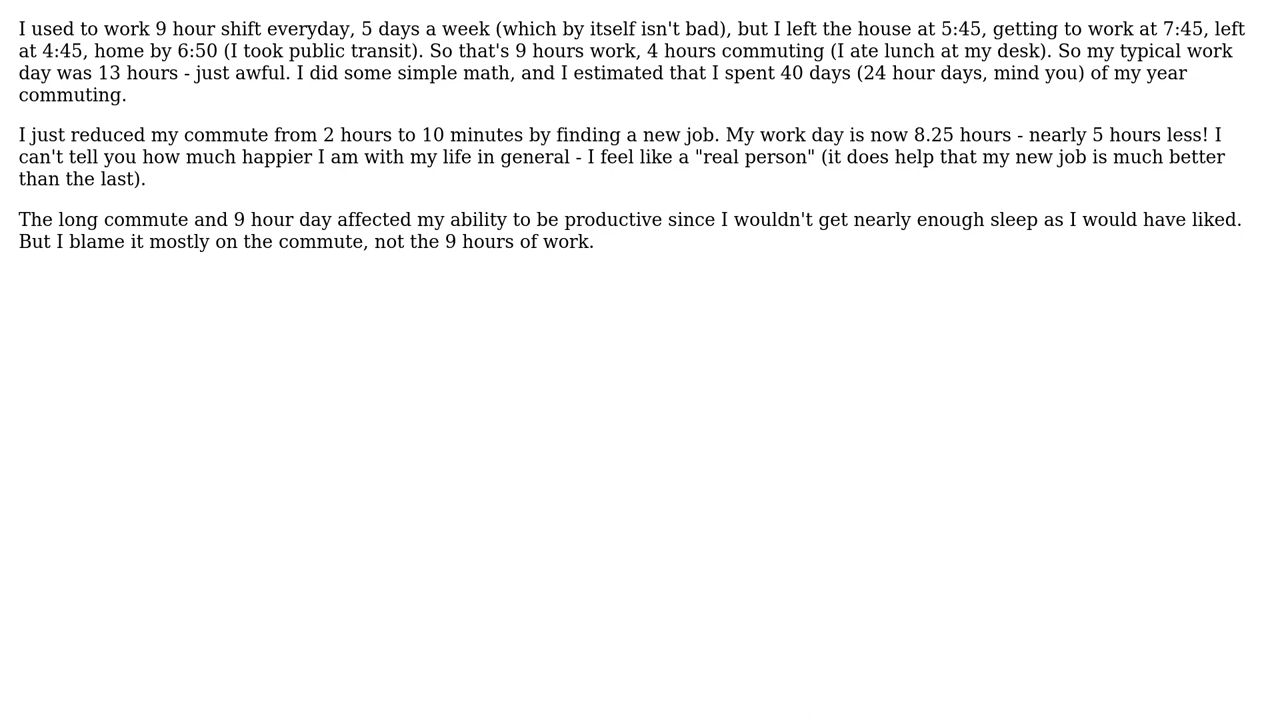 I used to work 9 hour shift everyday, 5 days a week (which by itself isn't bad), but I left the house at 5:45, getting to work at 7:45, left
at 4:45, home by 6:50 (I took public transit). So that's 9 hours work, 4 hours commuting (I ate lunch at my desk). So my typical work
day was 13 hours - just awful. I did some simple math, and I estimated that I spent 40 days (24 hour days, mind you) of my year
commuting.
I just reduced my commute from 2 hours to 10 minutes by finding a new job. My work day is now 8.25 hours - nearly 5 hours less! I
can't tell you how much happier I am with my life in general - I feel like a "real person" (it does help that my new job is much better
than the last).
The long commute and 9 hour day affected my ability to be productive since I wouldn't get nearly enough sleep as I would have liked.
But I blame it mostly on the commute, not the 9 hours of work.